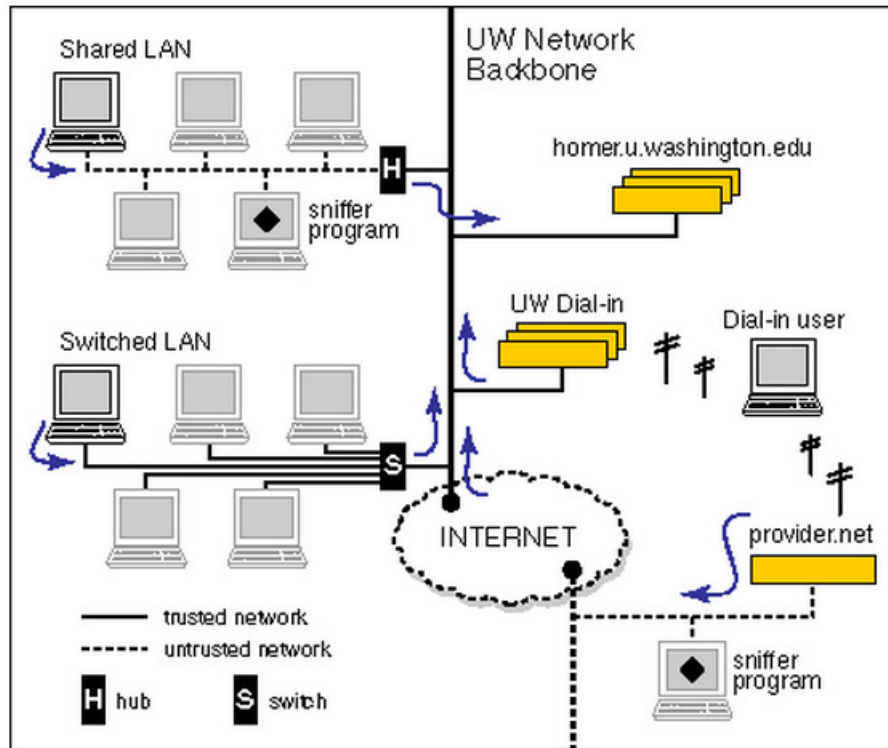 UW Network
Backbone
Shared LAN
homer.u.washington.edu
H
sniffer
program
UW Dial-in
Dial-in user
Switched LAN
S
INTERNET
provider.net
trusted network
untrusted network
sniffer
program
H hub
S switch